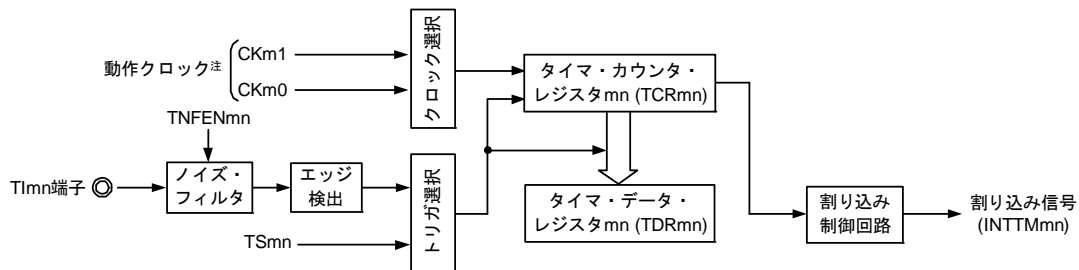 動作クロック注
CKm1
CKm0
クロック選択
タイマ・カウンタ・
レジスタmn (TCRmn)
TNFENmn
TImn端子
ノイズ・
フィルタ
エッジ
検出
TSmn
トリガ選択
タイマ・データ・
レジスタmn (TDRmn)
割り込み
制御回路
割り込み信号
(INTTMmn)